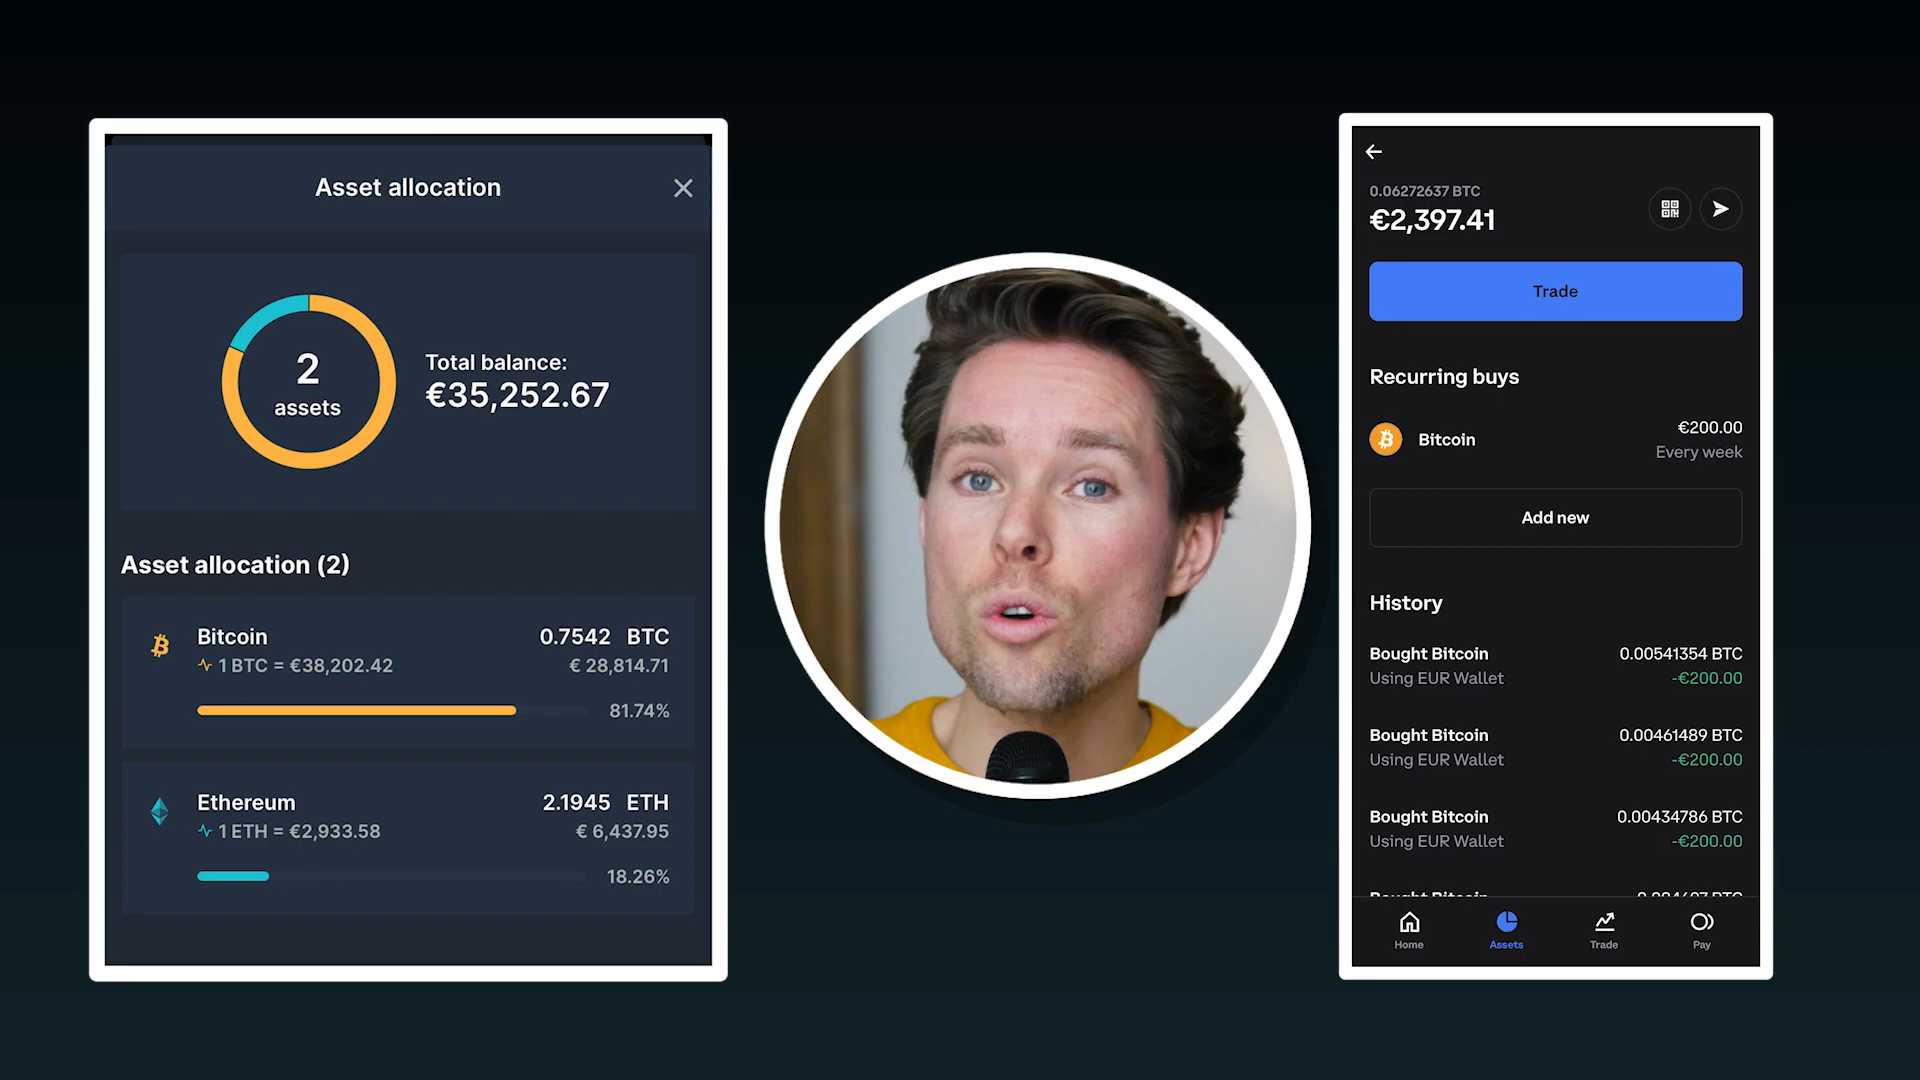 Asset allocation
2
assets
Total balance:
€35,252.67
Asset allocation (2)
Bitcoin
0.7542 BTC
1 BTC = €38,202.42
€ 28,814.71
81.74%
Ethereum
2.1945 ETH
1 ETH = €2,933.58
€ 6,437.95
18.26%
0.06272637 BTC
€2,397.41
Trade
Recurring buys
Bitcoin
€200.00
Every week
Add new
History
Bought Bitcoin
0.00541354 BTC
Using EUR Wallet
-€200.00
Bought Bitcoin
0.00461489 BTC
Using EUR Wallet
-€200.00
Bought Bitcoin
0.00434786 BTC
Using EUR Wallet
-€200.00
Bought Bitcoin
Home
Assets
Trade
Pay